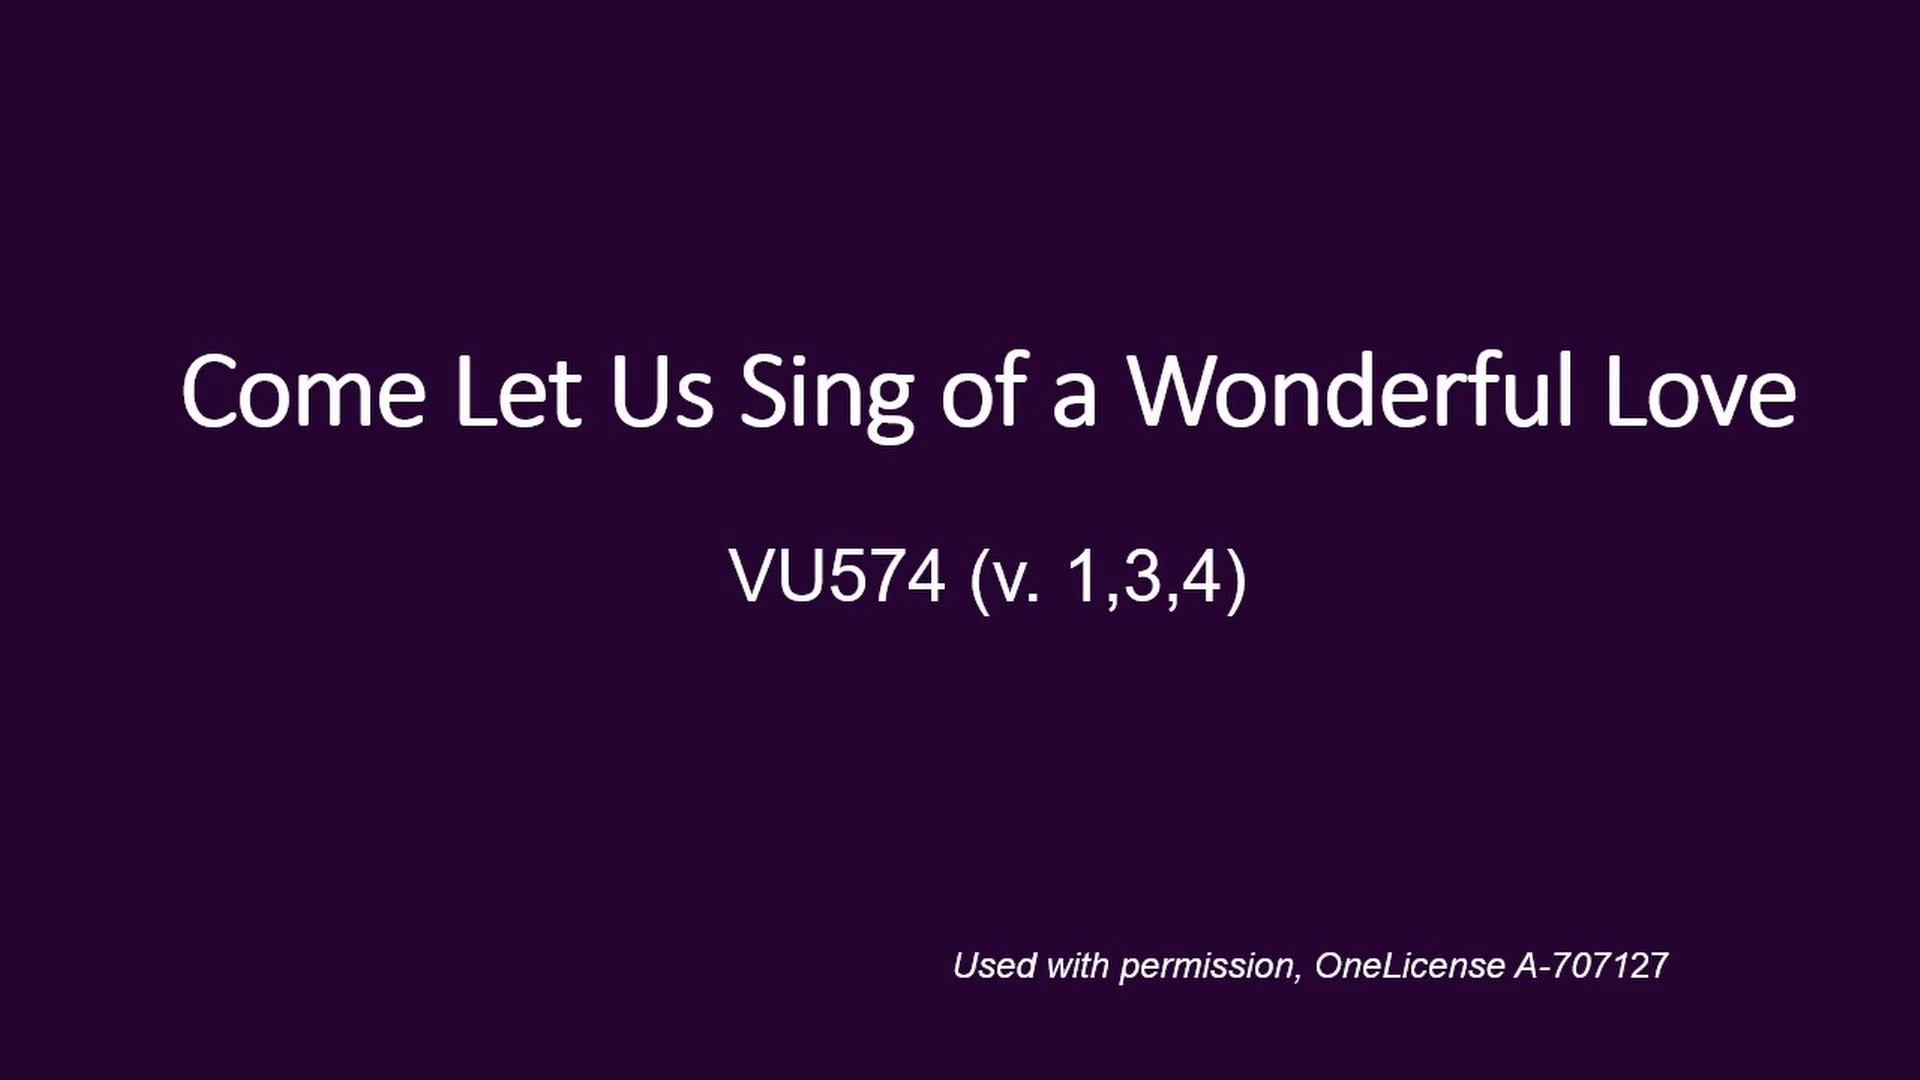 Come Let Us Sing of a Wonderful Love
VU574 (v. 1,3,4)
Used with permission, OneLicense A-707127